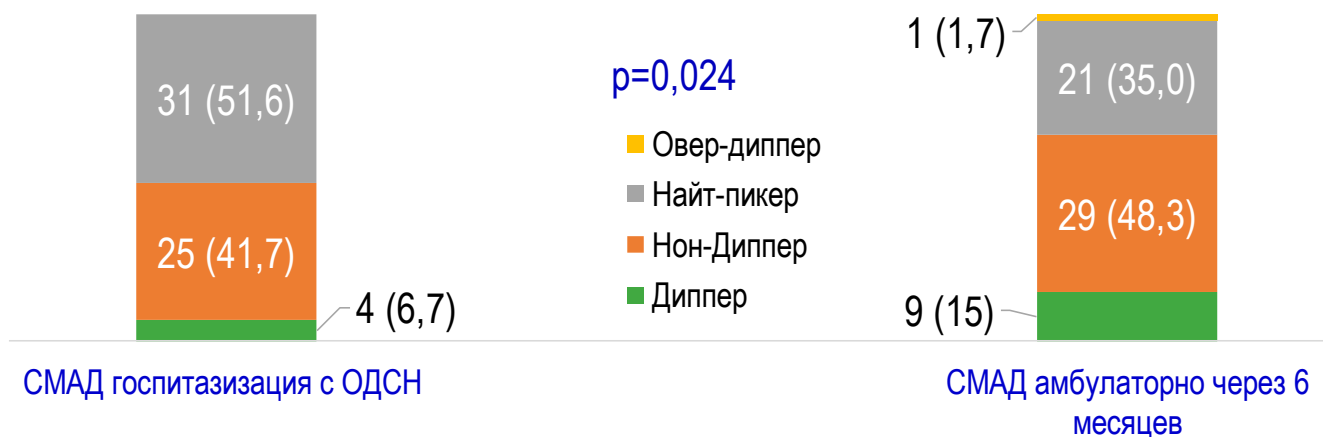 31 (51,6)
25 (41,7)
4 (6,7)
p=0,024
Овер-диппер
Найт-пикер
Нон-Диппер
Диппер
1 (1,7)
21 (35,0)
29 (48,3)
9 (15)
СМАД госпитазизация с ОДСН
СМАД амбулаторно через 6
месяцев